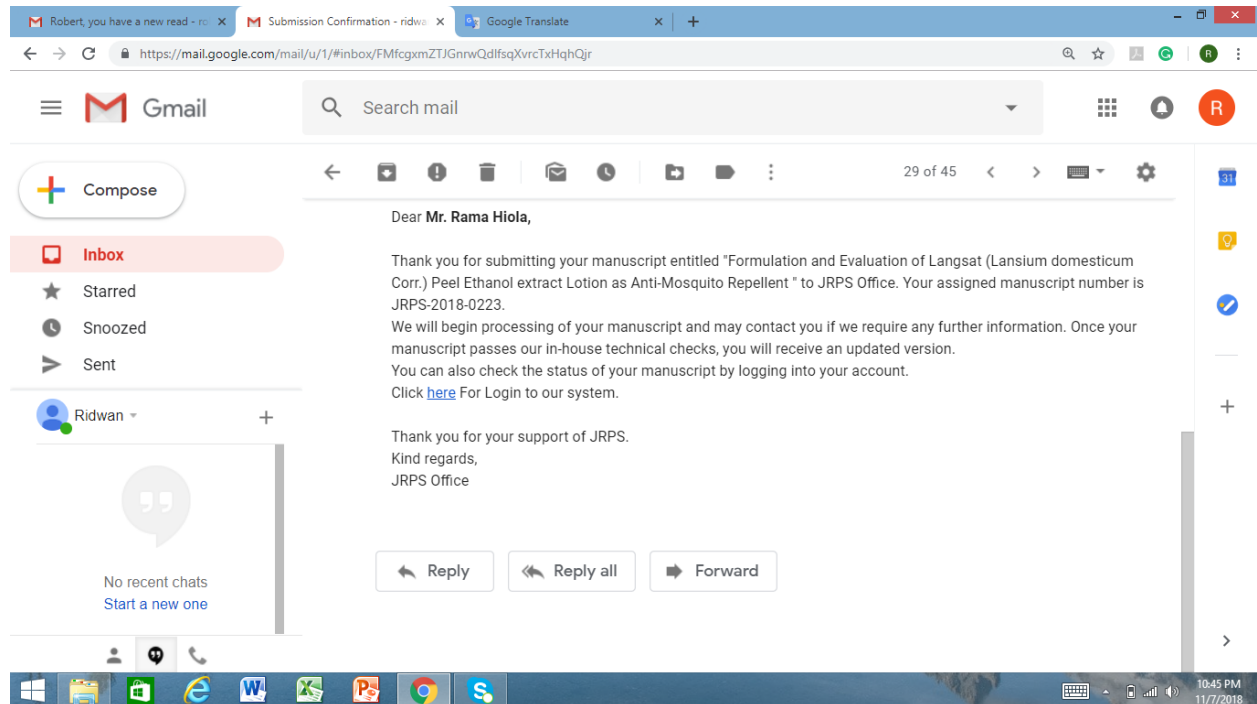 Robert, you have a new read - ro
Submission Confirmation - ridwa
Google Translate
https://mail.google.com/mail/u/1/#inbox/FMfcgxmZTJGnrwQdlfsqXvrcTxHqhQjr
R
Gmail
Search mail
R
Compose
29 of 45
31
Inbox
Starred
Snoozed
Sent
Ridwan
No recent chats
Start a new one
Dear Mr. Rama Hiola,
Thank you for submitting your manuscript entitled "Formulation and Evaluation of Langsat (Lansium domesticum
Corr.) Peel Ethanol extract Lotion as Anti-Mosquito Repellent " to JRPS Office. Your assigned manuscript number is
JRPS-2018-0223.
We will begin processing of your manuscript and may contact you if we require any further information. Once your
manuscript passes our in-house technical checks, you will receive an updated version.
You can also check the status of your manuscript by logging into your account.
Click here For Login to our system.
Thank you for your support of JRPS.
Kind regards,
JRPS Office
Reply
Reply all
Forward
10:45 PM
11/7/2018